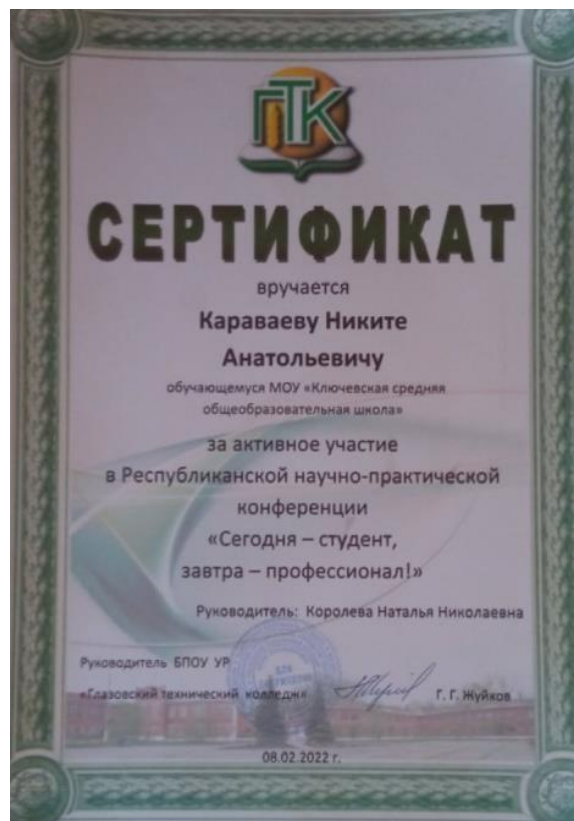 ГТК
СЕРТИФИКАТ
вручается
Караваеву Никите
Анатольевичу
обучающемуся МОУ «Ключевская средняя
общеобразовательная школа»
за активное участие
в Республиканской научно-практической
конференции
«Сегодня – студент,
завтра – профессионал!»
Руководитель: Королева Наталья Николаевна
Руководитель БПОУ УР
«Глазовский технический колледж» Г. Г. Жуйков
08.02.2022 г.